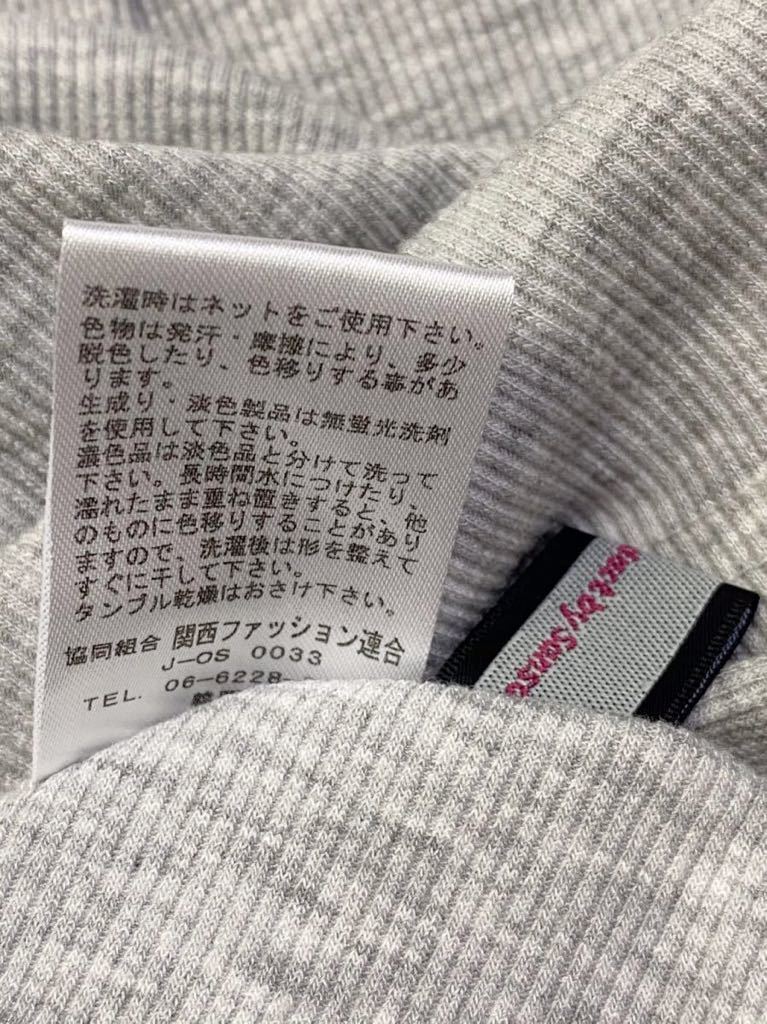 洗濯時はネットをご使用下さい。
色物は発汗・摩擦により、多少
脱色したり、色移りする事があ
ります。
生成り・淡色製品は無蛍光洗剤
を使用して下さい。
濃色品は淡色品と分けて洗って
下さい。長時間水につけたり、
濡れたまま重ね置きすると、他
のものに色移りすることがあり
ますので、洗濯後は形を整えて
すぐに干して下さい。
タンブル乾燥はおさけ下さい。
協同組合 関西ファッション連合
J-OS 0033
TEL. 06-6228-
by